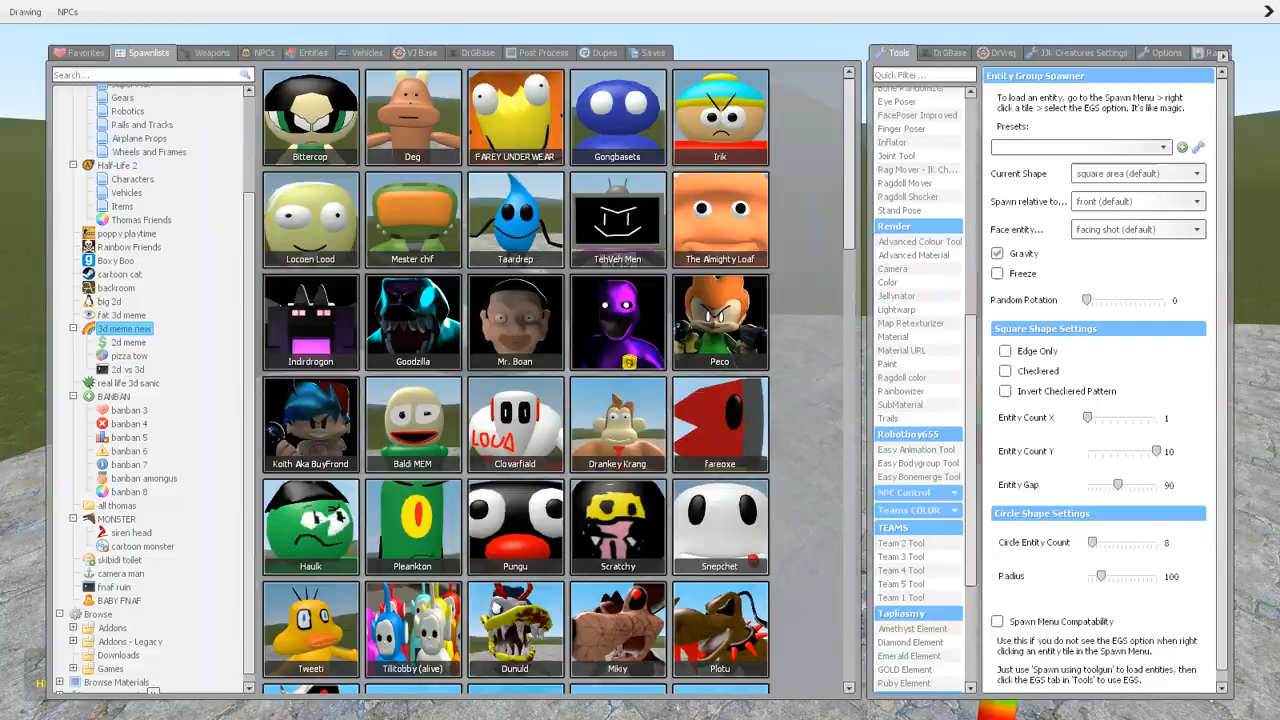 Drawing NPCs
Favorites Spawnlists Weapons NPCs Entities Vehicles VJ Base DrGBase Post Process Dupes Saves
Search...
Gears
Robotics
Rails and Tracks
Airplane Props
Wheels and Frames
Half-Life 2
Characters
Vehicles
Items
Thomas Friends
poppy playtime
Rainbow Friends
Boxy Boo
cartoon cat
backroom
big 2d
fat 3d meme
3d meme new
2d meme
pizza tow
2d vs 3d
real life 3d sanic
BANBAN
banban 3
banban 4
banban 5
banban 6
banban 7
banban amongus
banban 8
all thomas
MONSTER
siren head
cartoon monster
skibidi toilet
camera man
fnaf ruin
BABY FNAF
Browse
Addons
Addons - Legacy
Downloads
Games
Browse Materials
Bittercop Deg FAREY UNDERWEAR Gongbasets Irik
Locoen Lood Mester chif Taardrep TehVeh Men The Almighty Loaf
Indirdrogon Goodzilla Mr. Boan Peco
LOUD
Koith Aka BuyFrond Baldi MEM Clovarfiald Drankey Krang fareoxe
Haulk Pleankton Pungu Scratchy Snepchet
Tweeti Tilitobby (alive) Dunuld Mikiy Plotu
Tools DrGBase DrVrej JJk Creatures Settings Options
Quick Filter...
Bone Randomizer
Eye Poser
FacePoser Improved
Finger Poser
Inflator
Joint Tool
Rag Mover - IK Ch...
Ragdoll Mover
Ragdoll Shocker
Stand Pose
Render
Advanced Colour Tool
Advanced Material
Camera
Color
Jellynator
Lightwarp
Map Retexturizer
Material
Material URL
Paint
Ragdoll color
Rainbowizer
SubMaterial
Trails
Robotboy655
Easy Animation Tool
Easy Bodygroup Tool
Easy Bonemerge Tool
NPC Control
Teams COLOR
TEAMS
Team 2 Tool
Team 3 Tool
Team 4 Tool
Team 5 Tool
Team 1 Tool
Tapliasmy
Amethyst Element
Diamond Element
Emerald Element
GOLD Element
Ruby Element
Entity Group Spawner
To load an entity, go to the Spawn Menu > right
click a tile > select the EGS option. It's like magic.
Presets:
Current Shape square area (default)
Spawn relative to... front (default)
Face entity... facing shot (default)
Gravity
Freeze
Random Rotation 0
Square Shape Settings
Edge Only
Checkered
Invert Checkered Pattern
Entity Count X 1
Entity Count Y 10
Entity Gap 90
Circle Shape Settings
Circle Entity Count 8
Radius 100
Spawn Menu Compatability
Use this if you do not see the EGS option when right
clicking an entity tile in the Spawn Menu.
Just use 'Spawn using toolgun' to load entities, then
click the EGS tab in 'Tools' to use EGS.